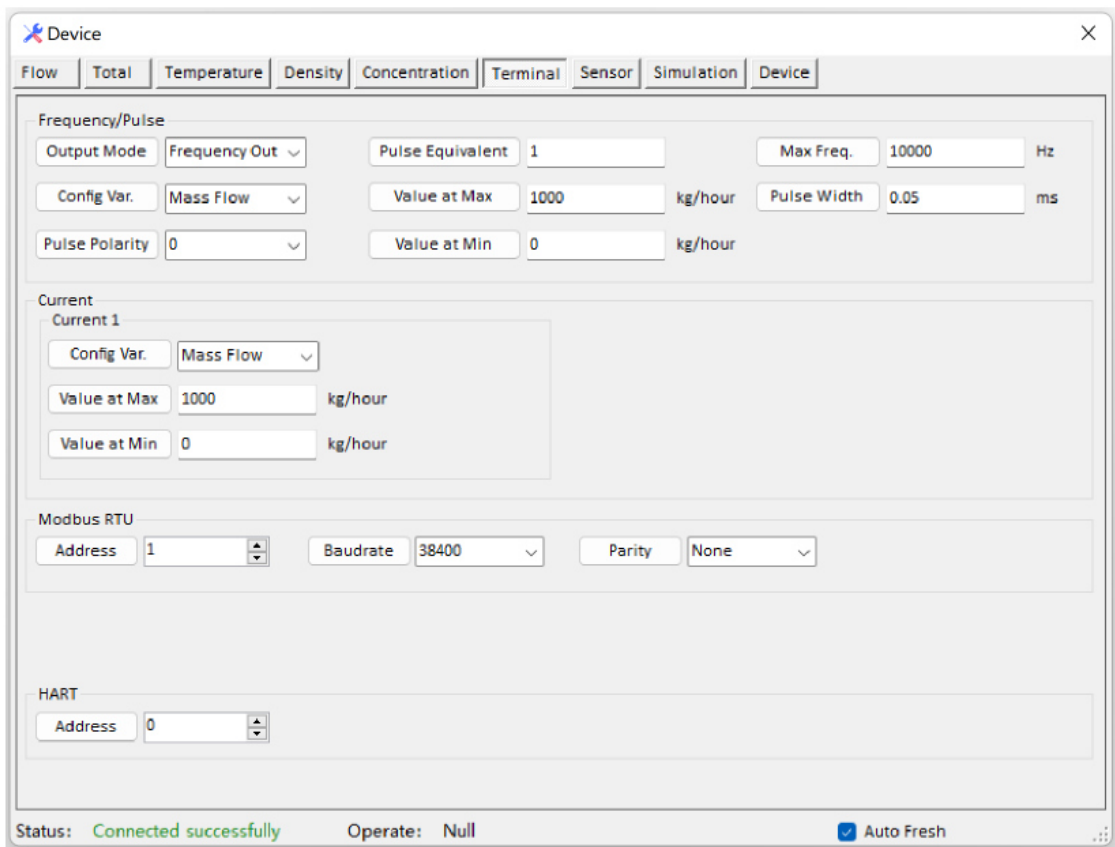 Device
Flow Total Temperature Density Concentration Terminal Sensor Simulation Device
Frequency/Pulse
Output Mode Frequency Out Pulse Equivalent 1 Max Freq. 10000 Hz
Config Var. Mass Flow Value at Max 1000 kg/hour Pulse Width 0.05 ms
Pulse Polarity 0 Value at Min 0 kg/hour
Current
Current 1
Config Var. Mass Flow
Value at Max 1000 kg/hour
Value at Min 0 kg/hour
Modbus RTU
Address 1 Baudrate 38400 Parity None
HART
Address 0
Status: Connected successfully Operate: Null Auto Fresh